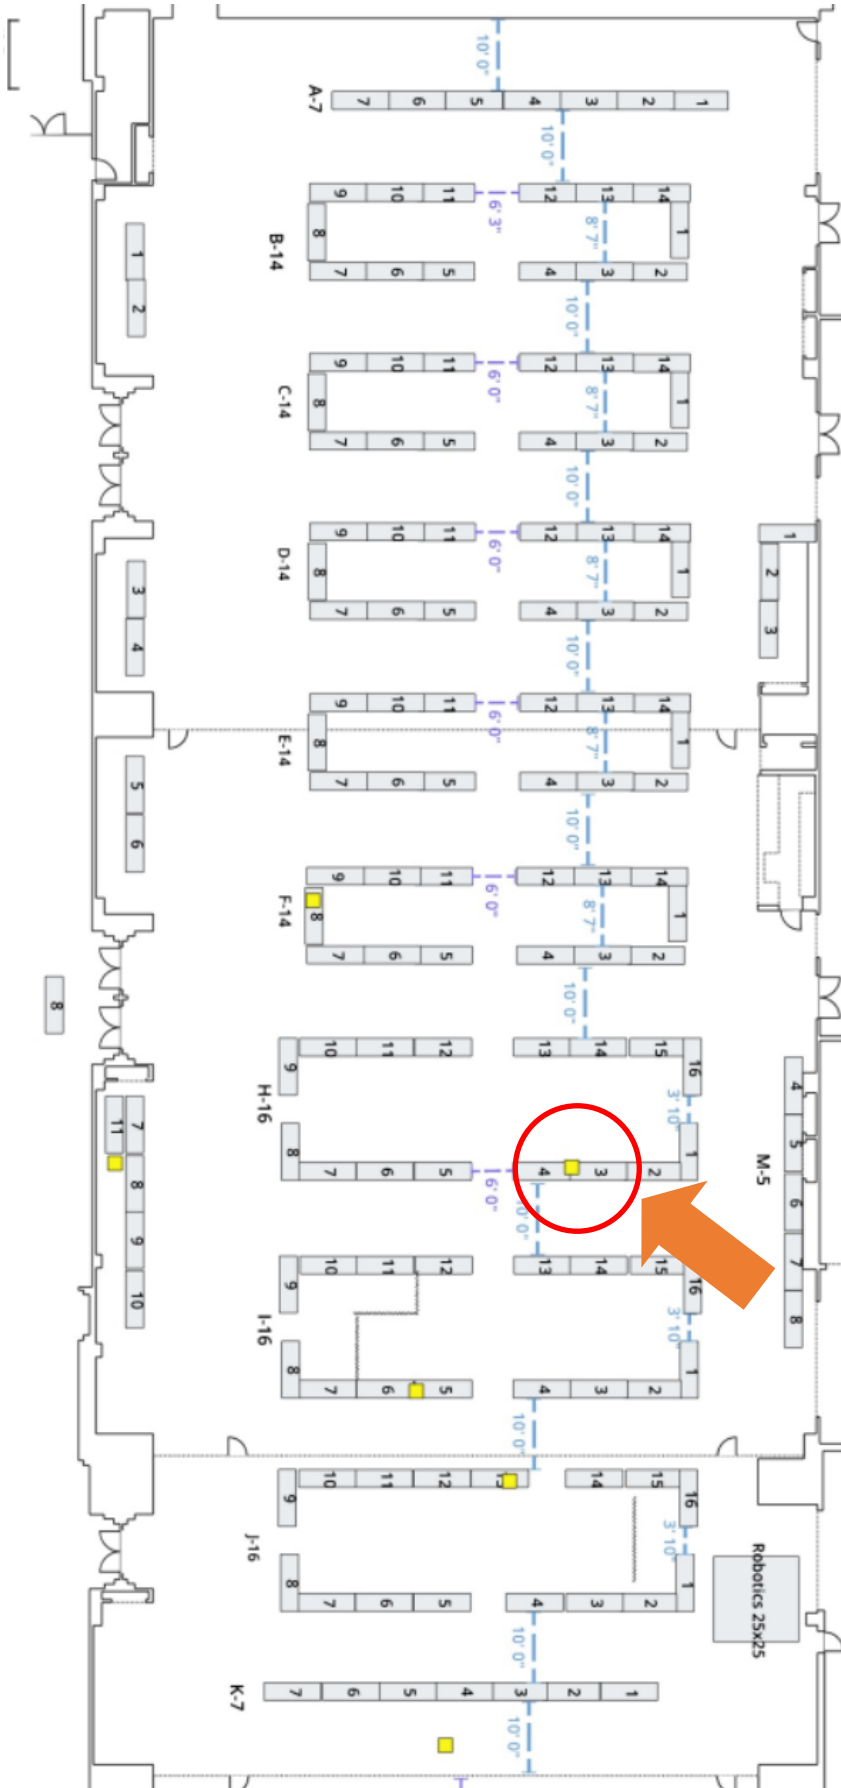 10' 0"
A-7
7 6 5 4 3 2 1
10' 0"
9 10 11 6' 3" 12 13 14
1 8 8' 7" 1
B-14
2 7 6 5 4 3 2
10' 0"
9 10 11 6' 0" 12 13 14
C-14 8 8' 7" 1
7 6 5 4 3 2
10' 0"
9 10 11 6' 0" 12 13 14 1
D-14 8 8' 7" 1 2
3 7 6 5 4 3 2 3
4 10' 0"
9 10 11 6' 0" 12 13 14
E-14 8 8' 7" 1
5 7 6 5 4 3 2
6 10' 0"
9 10 11 6' 0" 12 13 14
F-14 8 8' 7" 1
7 6 5 4 3 2
8 10' 0"
10 11 12 13 14 15
9 16 4
H-16 3' 10"
11 7 8 1 5
8 7 6 5 6' 0" 4 3 2 M-5
9 10' 0" 6
10 11 12 13 14 15 7
10 9 16 8
I-16 3' 10"
8 1
7 6 5 4 3 2
10' 0"
10 11 12 13 14 15
9 16
J-16 3' 10"
8 1 Robotics 25x25
7 6 5 4 3 2
10' 0"
K-7 7 6 5 4 3 2 1
10' 0"